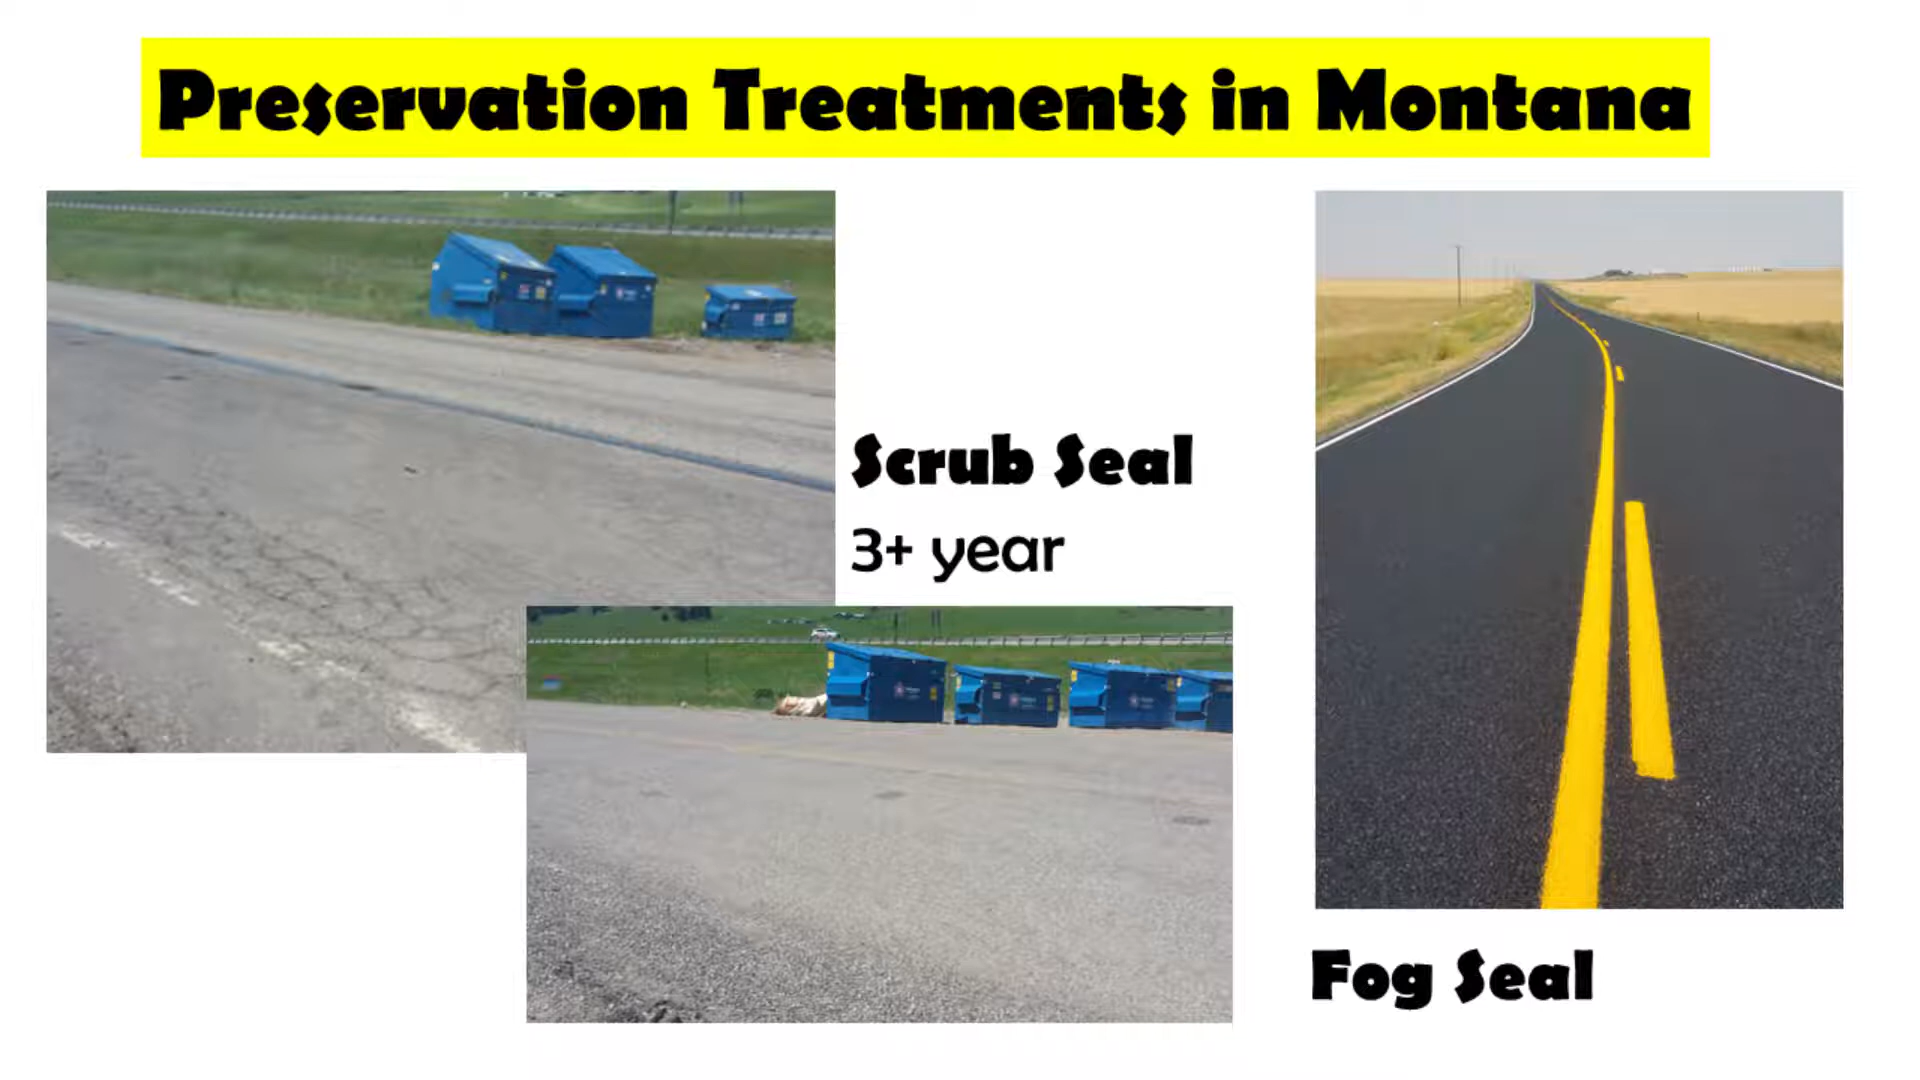 Preservation Treatments in Montana
Scrub Seal
3+ year
Fog Seal